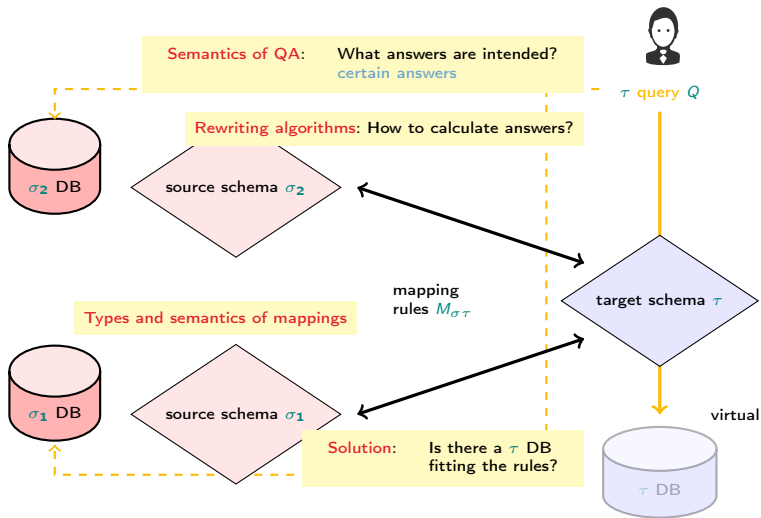 Semantics of QA: What answers are intended?
certain answers
τ query Q
Rewriting algorithms: How to calculate answers?
σ2 DB
source schema σ2
mapping
rules Mστ
target schema τ
Types and semantics of mappings
σ1 DB
source schema σ1
virtual
Solution: Is there a τ DB
fitting the rules?
τ DB